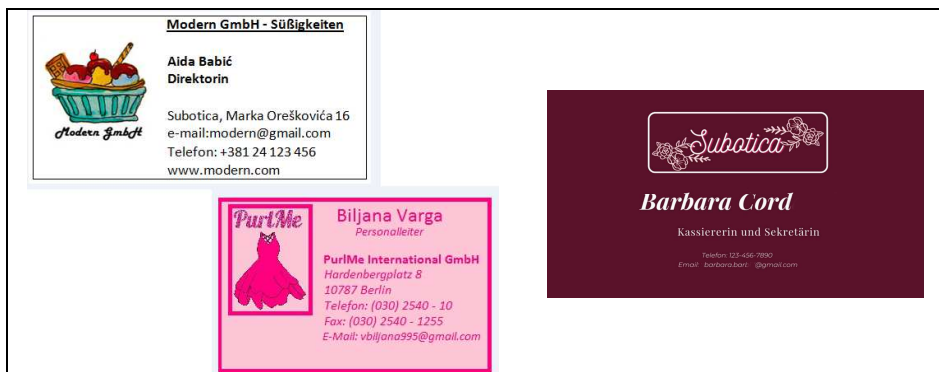 Modern GmbH - Süßigkeiten
Aida Babić
Direktorin
Subotica, Marka Oreškovića 16
e-mail:modern@gmail.com
Telefon: +381 24 123 456
www.modern.com
Modern GmbH
PurlMe
Biljana Varga
Personalleiter
PurlMe International GmbH
Hardenbergplatz 8
10787 Berlin
Telefon: (030) 2540 - 10
Fax: (030) 2540 - 1255
E-Mail: vbiljana995@gmail.com
Subotica
Barbara Cord
Kassiererin und Sekretärin
Telefon: 123-456-7890
Email: @gmail.com